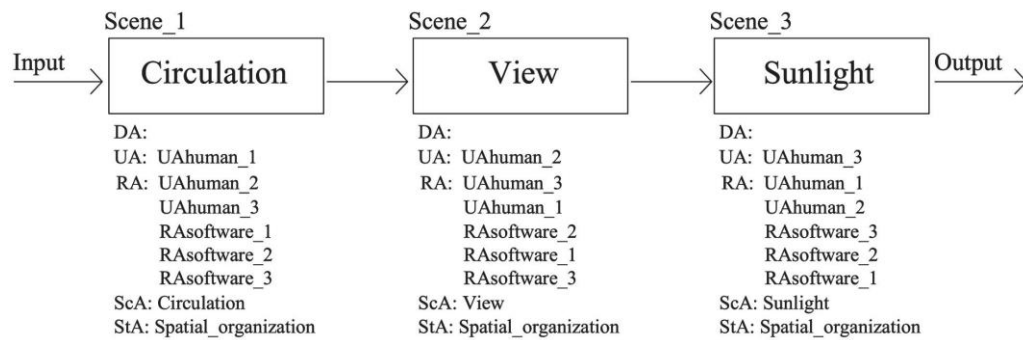 Scene_1
Scene_2
Scene_3
Input
Circulation
View
Sunlight
Output
DA:
UA: UAhuman_1
RA: UAhuman_2
UAhuman_3
RAsoftware_1
RAsoftware_2
RAsoftware_3
ScA: Circulation
StA: Spatial_organization
DA:
UA: UAhuman_2
RA: UAhuman_3
UAhuman_1
RAsoftware_2
RAsoftware_1
RAsoftware_3
ScA: View
StA: Spatial_organization
DA:
UA: UAhuman_3
RA: UAhuman_1
UAhuman_2
RAsoftware_3
RAsoftware_2
RAsoftware_1
ScA: Sunlight
StA: Spatial_organization